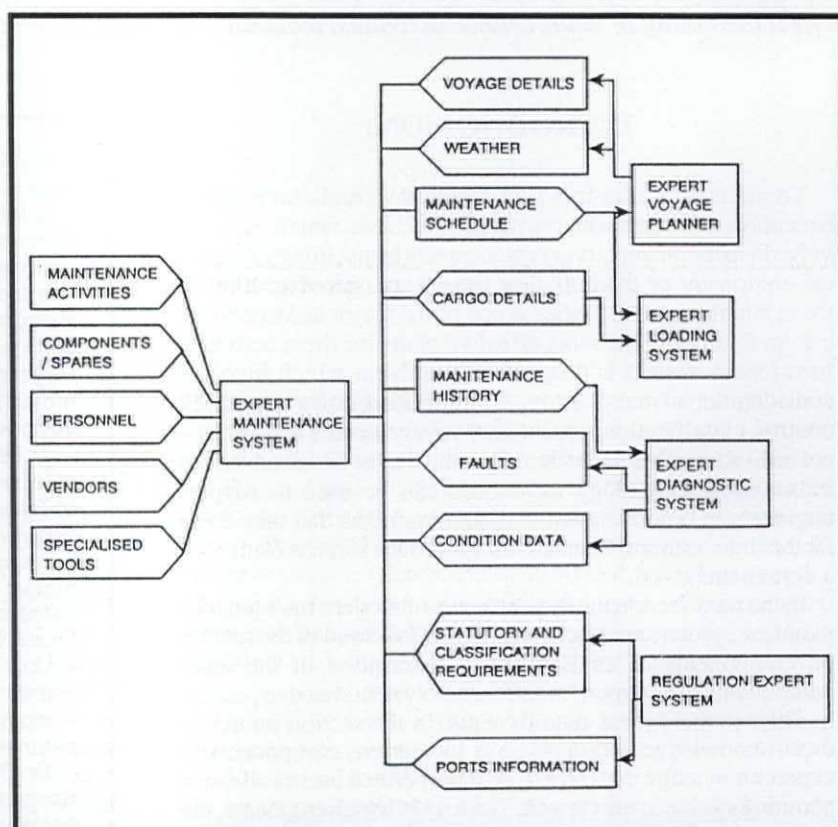 VOYAGE DETAILS
WEATHER
MAINTENANCE
SCHEDULE
EXPERT
VOYAGE
PLANNER
MAINTENANCE
ACTIVITIES
COMPONENTS
/ SPARES
PERSONNEL
VENDORS
SPECIALISED
TOOLS
EXPERT
MAINTENANCE
SYSTEM
CARGO DETAILS
EXPERT
LOADING
SYSTEM
MAINTENANCE
HISTORY
FAULTS
EXPERT
DIAGNOSTIC
SYSTEM
CONDITION DATA
STATUTORY AND
CLASSIFICATION
REQUIREMENTS
REGULATION EXPERT
SYSTEM
PORTS INFORMATION